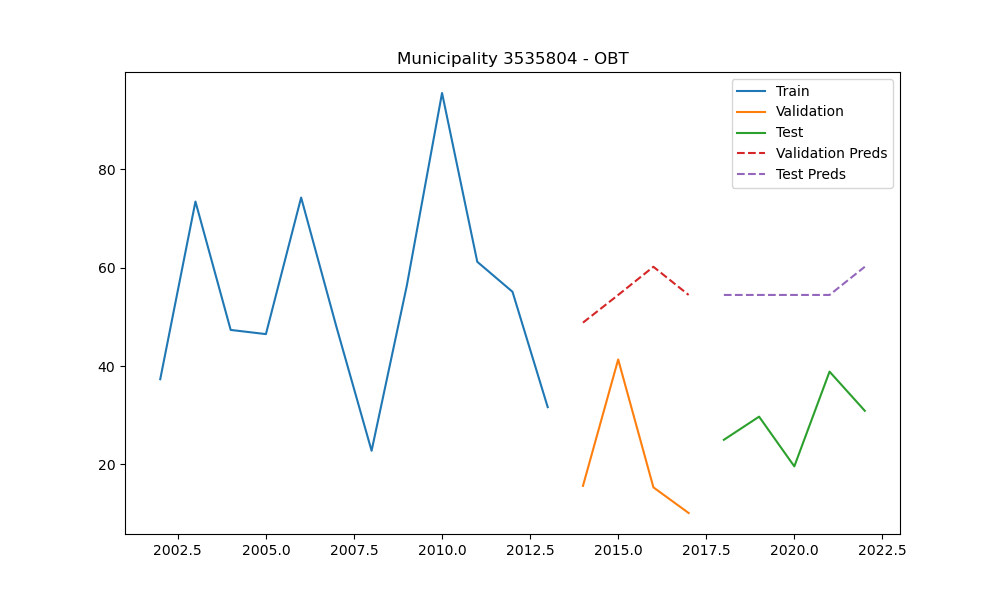 Municipality 3535804 - OBT
Train
Validation
Test
Validation Preds
Test Preds
80
60
40
20
2002.5 2005.0 2007.5 2010.0 2012.5 2015.0 2017.5 2020.0 2022.5